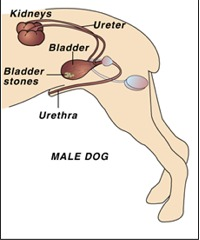 Kidneys
Ureter
Bladder
Bladder
stones
Urethra
MALE DOG